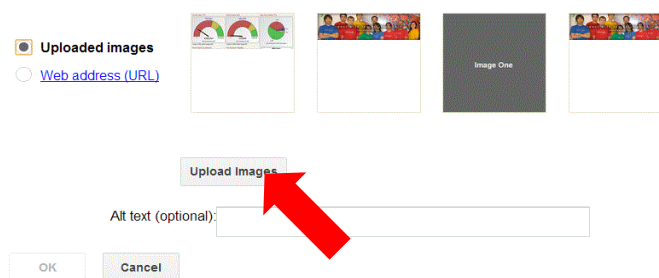 Uploaded images
Web address (URL)
Image One
Upload Images
Alt text (optional):
OK
Cancel